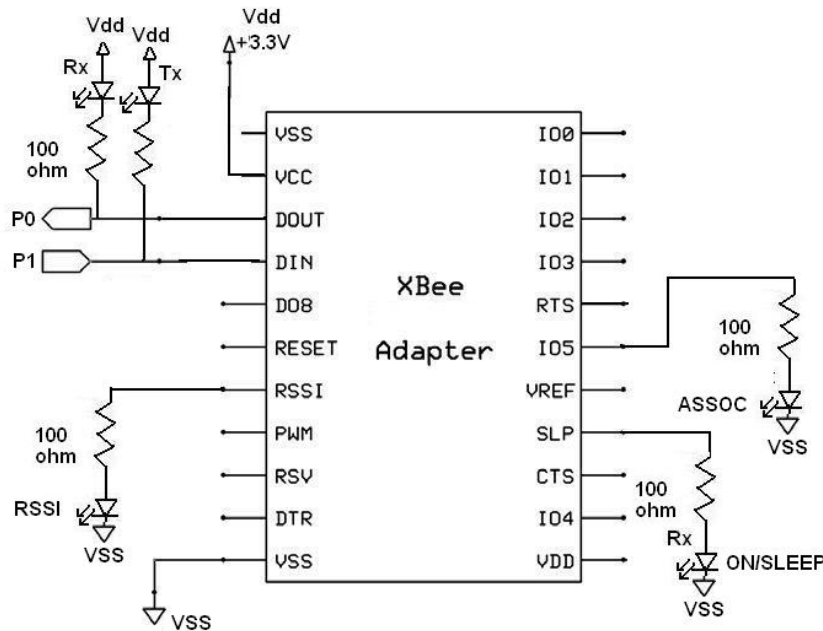 Vdd
Vdd
Vdd
+3.3V
Rx
Tx
100
ohm
P0
P1
VSS
VCC
DOUT
DIN
DO8
RESET
RSSI
PWM
RSV
DTR
VSS
XBee
Adapter
IO0
IO1
IO2
IO3
RTS
IO5
VREF
SLP
CTS
IO4
VDD
100
ohm
RSSI
VSS
VSS
100
ohm
ASSOC
VSS
100
ohm
Rx
ON/SLEEP
VSS